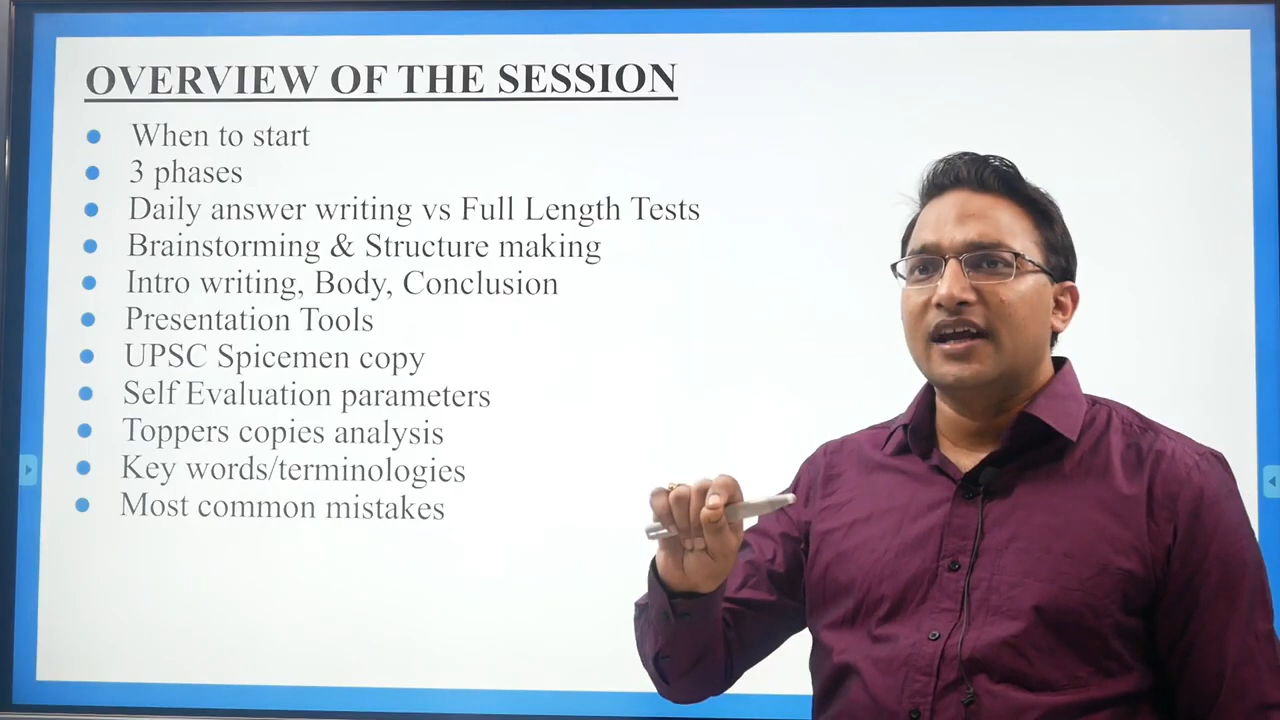 OVERVIEW OF THE SESSION
When to start
3 phases
Daily answer writing vs Full Length Tests
Brainstorming & Structure making
Intro writing, Body, Conclusion
Presentation Tools
UPSC Spicemen copy
Self Evaluation parameters
Toppers copies analysis
Key words/terminologies
Most common mistakes